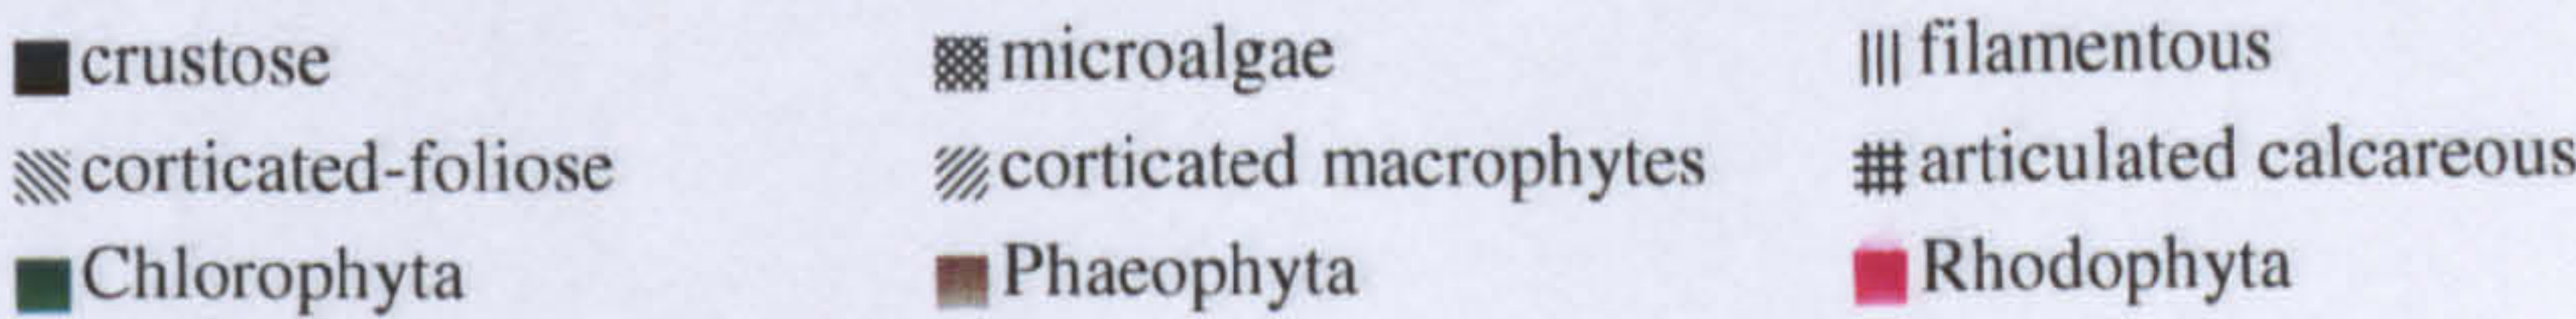 crustose microalgae filamentous
corticated-foliose corticated macrophytes articulated calcareous
Chlorophyta Phaeophyta Rhodophyta